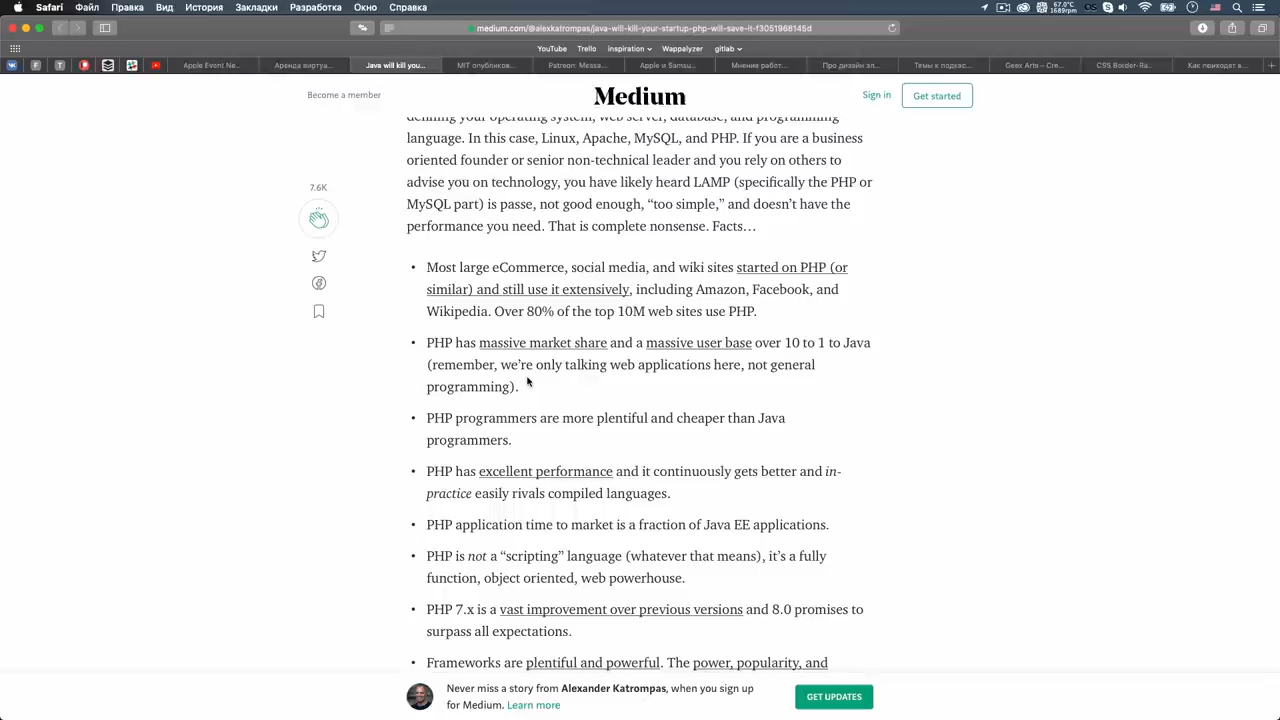 Safari Файл Правка Вид История Закладки Окно Справка
67.0°C
1689rpm
OS
medium.com/@alexkatrompas/java-will-kill-your-startup-php-will-save-it-f3051968145d
YouTube Trello inspiration Wappalyzer gitlab
F T Apple Event Ne... Аренда виртуа... Java will kill you... MIT опубликов... Patreon: Messa... Apple и Samsu... Мнение работ... Про дизайн эл... Темы к подкас... Geex Arts – Cre... CSS Border-Ra... Как приходят в...
Become a member
Medium
Sign in
Get started
defining your operating system, web server, database, and programming
language. In this case, Linux, Apache, MySQL, and PHP. If you are a business
oriented founder or senior non-technical leader and you rely on others to
advise you on technology, you have likely heard LAMP (specifically the PHP or
MySQL part) is passe, not good enough, “too simple,” and doesn’t have the
performance you need. That is complete nonsense. Facts…
7.6K
• Most large eCommerce, social media, and wiki sites started on PHP (or
similar) and still use it extensively, including Amazon, Facebook, and
Wikipedia. Over 80% of the top 10M web sites use PHP.
• PHP has massive market share and a massive user base over 10 to 1 to Java
(remember, we’re only talking web applications here, not general
programming).
• PHP programmers are more plentiful and cheaper than Java
programmers.
• PHP has excellent performance and it continuously gets better and in-
practice easily rivals compiled languages.
• PHP application time to market is a fraction of Java EE applications.
• PHP is not a “scripting” language (whatever that means), it’s a fully
function, object oriented, web powerhouse.
• PHP 7.x is a vast improvement over previous versions and 8.0 promises to
surpass all expectations.
• Frameworks are plentiful and powerful. The power, popularity, and
Never miss a story from Alexander Katrompas, when you sign up
for Medium. Learn more
GET UPDATES